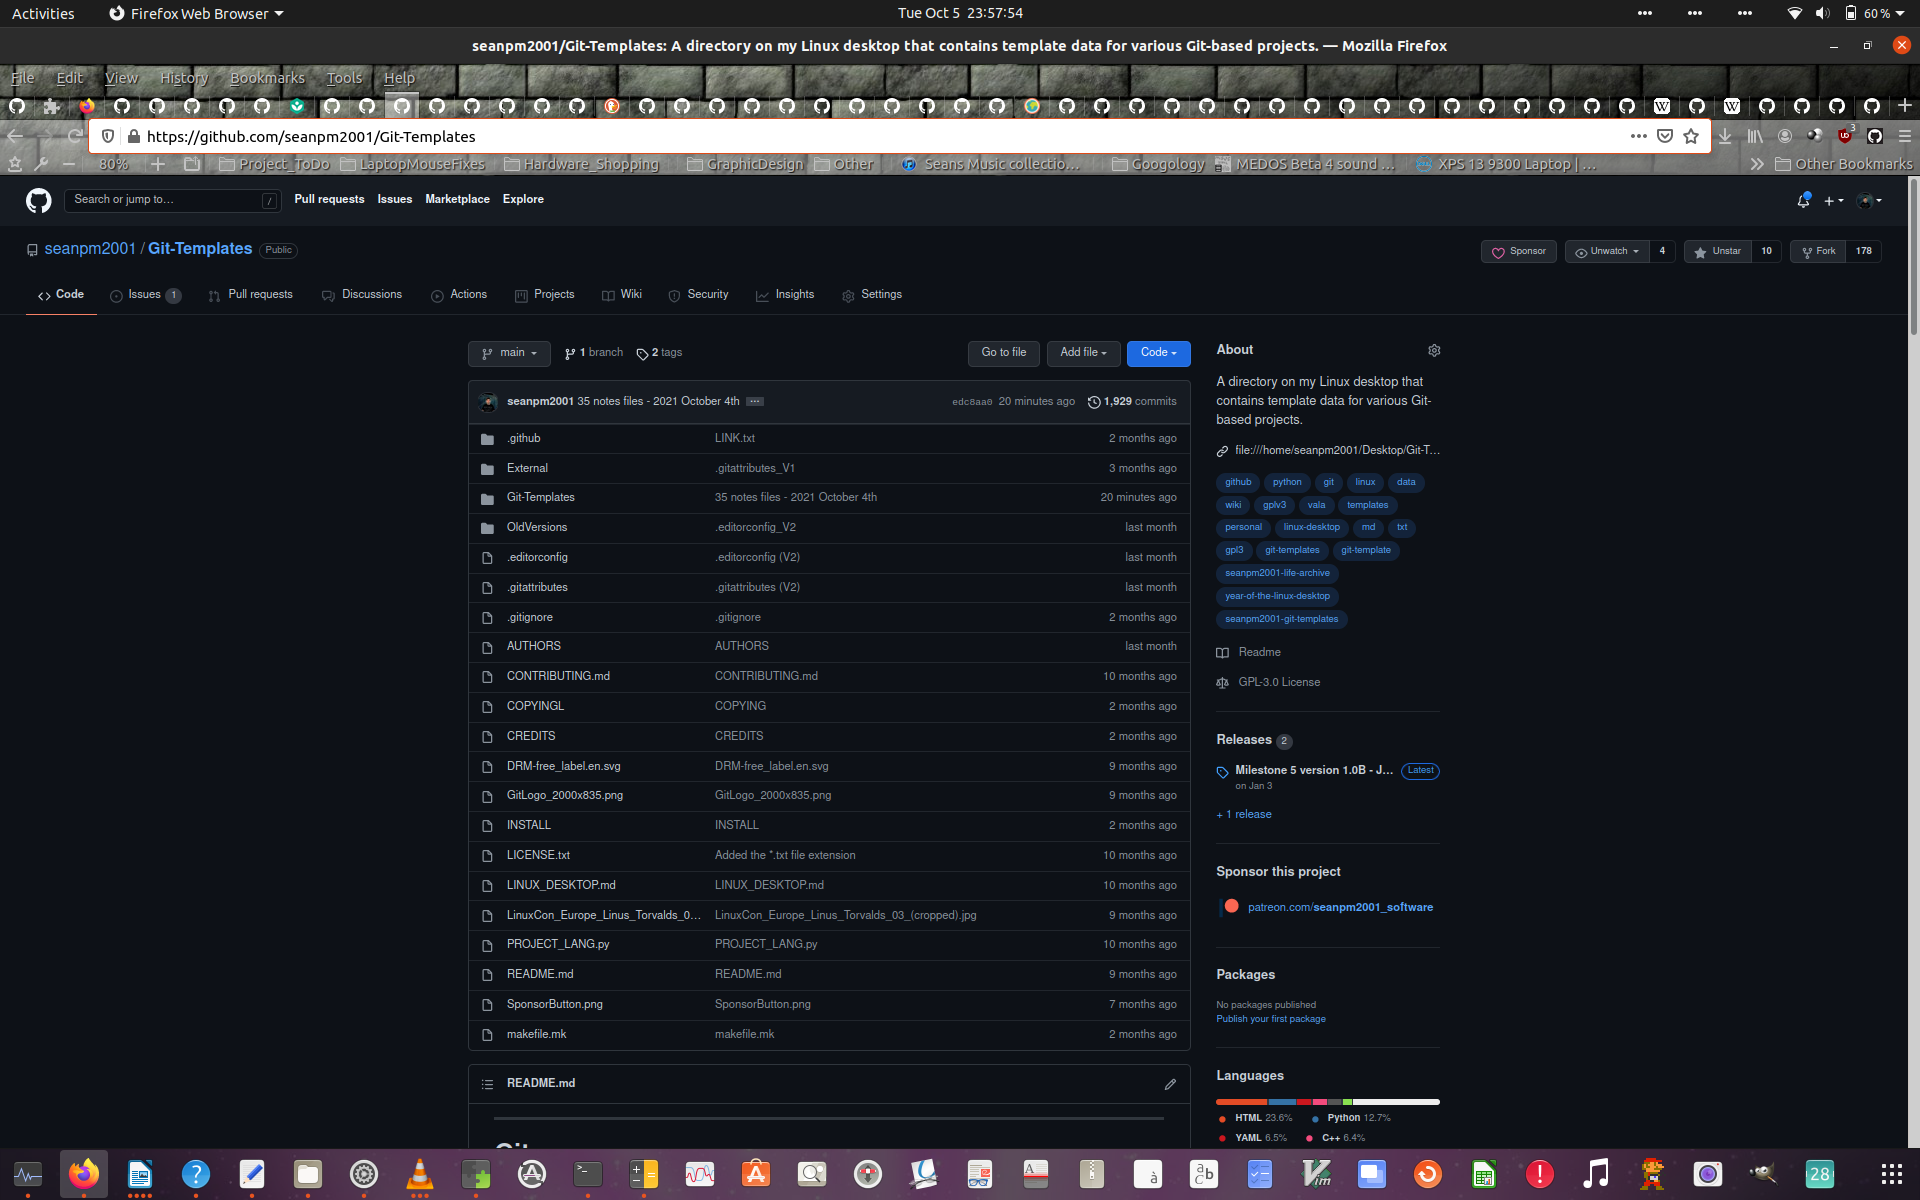 Activities Firefox Web Browser Tue Oct 5 23:57:54 60 %
seanpm2001/Git-Templates: A directory on my Linux desktop that contains template data for various Git-based projects. — Mozilla Firefox
File Edit View History Bookmarks Tools Help
https://github.com/seanpm2001/Git-Templates 3
80% Project_ToDo LaptopMouseFixes Hardware_Shopping GraphicDesign Other Seans Music collectio… Googology MEDOS Beta 4 sound … XPS 13 9300 Laptop | … Other Bookmarks
Search or jump to… / Pull requests Issues Marketplace Explore
seanpm2001 / Git-Templates Public Sponsor Unwatch 4 Unstar 10 Fork 178
Code Issues 1 Pull requests Discussions Actions Projects Wiki Security Insights Settings
main 1 branch 2 tags Go to file Add file Code
seanpm2001 35 notes files - 2021 October 4th edc8aa0 20 minutes ago 1,929 commits
.github LINK.txt 2 months ago
External .gitattributes_V1 3 months ago
Git-Templates 35 notes files - 2021 October 4th 20 minutes ago
OldVersions .editorconfig_V2 last month
.editorconfig .editorconfig (V2) last month
.gitattributes .gitattributes (V2) last month
.gitignore .gitignore 2 months ago
AUTHORS AUTHORS last month
CONTRIBUTING.md CONTRIBUTING.md 10 months ago
COPYINGL COPYING 2 months ago
CREDITS CREDITS 2 months ago
DRM-free_label.en.svg DRM-free_label.en.svg 9 months ago
GitLogo_2000x835.png GitLogo_2000x835.png 9 months ago
INSTALL INSTALL 2 months ago
LICENSE.txt Added the *.txt file extension 10 months ago
LINUX_DESKTOP.md LINUX_DESKTOP.md 10 months ago
LinuxCon_Europe_Linus_Torvalds_0… LinuxCon_Europe_Linus_Torvalds_03_(cropped).jpg 9 months ago
PROJECT_LANG.py PROJECT_LANG.py 10 months ago
README.md README.md 9 months ago
SponsorButton.png SponsorButton.png 7 months ago
makefile.mk makefile.mk 2 months ago
README.md
About
A directory on my Linux desktop that
contains template data for various Git-
based projects.
file:///home/seanpm2001/Desktop/Git-T…
github python git linux data
wiki gplv3 vala templates
personal linux-desktop md txt
gpl3 git-templates git-template
seanpm2001-life-archive
year-of-the-linux-desktop
seanpm2001-git-templates
Readme
GPL-3.0 License
Releases 2
Milestone 5 version 1.0B - J… Latest
on Jan 3
+ 1 release
Sponsor this project
patreon.com/seanpm2001_software
Packages
No packages published
Publish your first package
Languages
HTML 23.6% Python 12.7%
YAML 6.5% C++ 6.4%
28